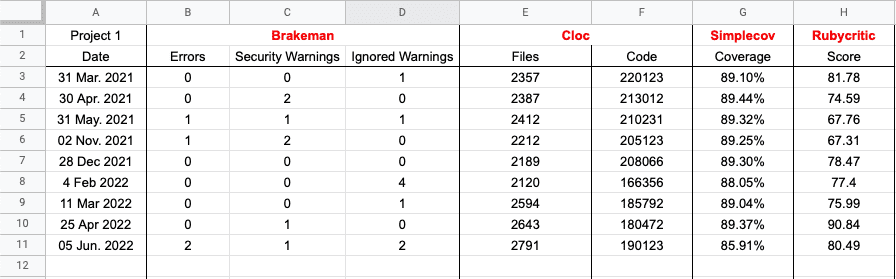 A B C D E F G H
1 Project 1 Brakeman Cloc Simplecov Rubycritic
2 Date Errors Security Warnings Ignored Warnings Files Code Coverage Score
3 31 Mar. 2021 0 0 1 2357 220123 89.10% 81.78
4 30 Apr. 2021 0 2 0 2387 213012 89.44% 74.59
5 31 May. 2021 1 1 1 2412 210231 89.32% 67.76
6 02 Nov. 2021 1 2 0 2212 205123 89.25% 67.31
7 28 Dec 2021 0 0 0 2189 208066 89.30% 78.47
8 4 Feb 2022 0 0 4 2120 166356 88.05% 77.4
9 11 Mar 2022 0 0 1 2594 185792 89.04% 75.99
10 25 Apr 2022 0 1 0 2643 180472 89.37% 90.84
11 05 Jun. 2022 2 1 2 2791 190123 85.91% 80.49
12